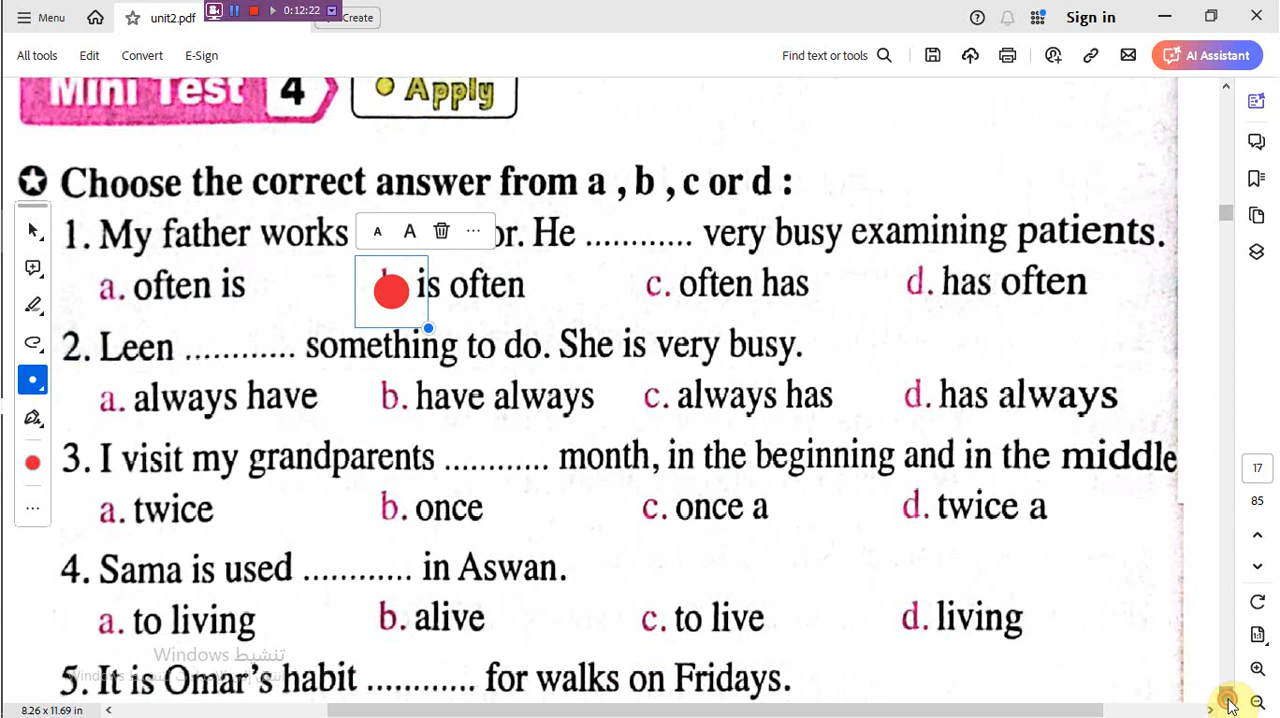 Menu
unit2.pdf
0:12:22
Create
Sign in
All tools
Edit
Convert
E-Sign
Find text or tools
AI Assistant
Mini Test 4
Apply
Choose the correct answer from a , b , c or d :
1. My father works or. He ............ very busy examining patients.
A A ...
a. often is is often c. often has d. has often
2. Leen ............ something to do. She is very busy.
a. always have b. have always c. always has d. has always
3. I visit my grandparents ............ month, in the beginning and in the middle
a. twice b. once c. once a d. twice a
4. Sama is used ............ in Aswan.
a. to living b. alive c. to live d. living
تنشيط Windows
5. It is Omar's habit ............ for walks on Fridays.
17
85
8.26 x 11.69 in